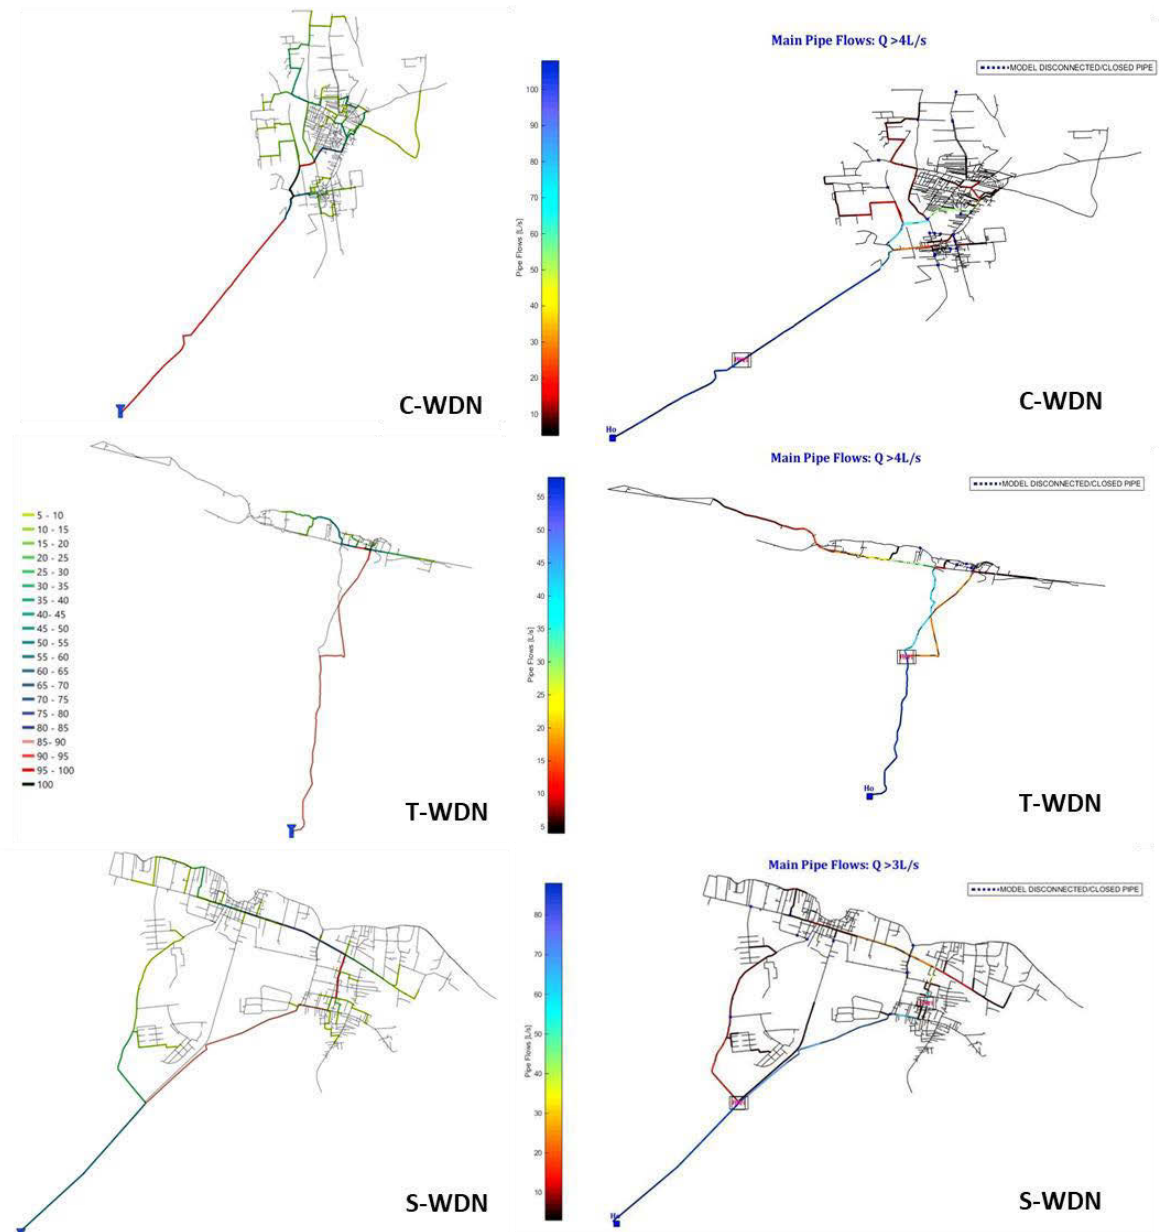 Main Pipe Flows: Q >4L/s
MODEL DISCONNECTED/CLOSED PIPE
100
90
80
70
60
50
40
30
20
10
Pipe Flows [L/s]
C-WDN
Ho
C-WDN
Main Pipe Flows: Q >4L/s
MODEL DISCONNECTED/CLOSED PIPE
5 - 10
10 - 15
15 - 20
20 - 25
25 - 30
30 - 35
35 - 40
40- 45
45 - 50
50 - 55
55 - 60
60 - 65
65 - 70
70 - 75
75 - 80
80 - 85
85- 90
90 - 95
95 - 100
100
55
50
45
40
35
30
25
20
15
10
5
Pipe Flows [L/s]
T-WDN
Ho
T-WDN
Main Pipe Flows: Q >3L/s
MODEL DISCONNECTED/CLOSED PIPE
80
70
60
50
40
30
20
10
Pipe Flows [L/s]
S-WDN
S-WDN